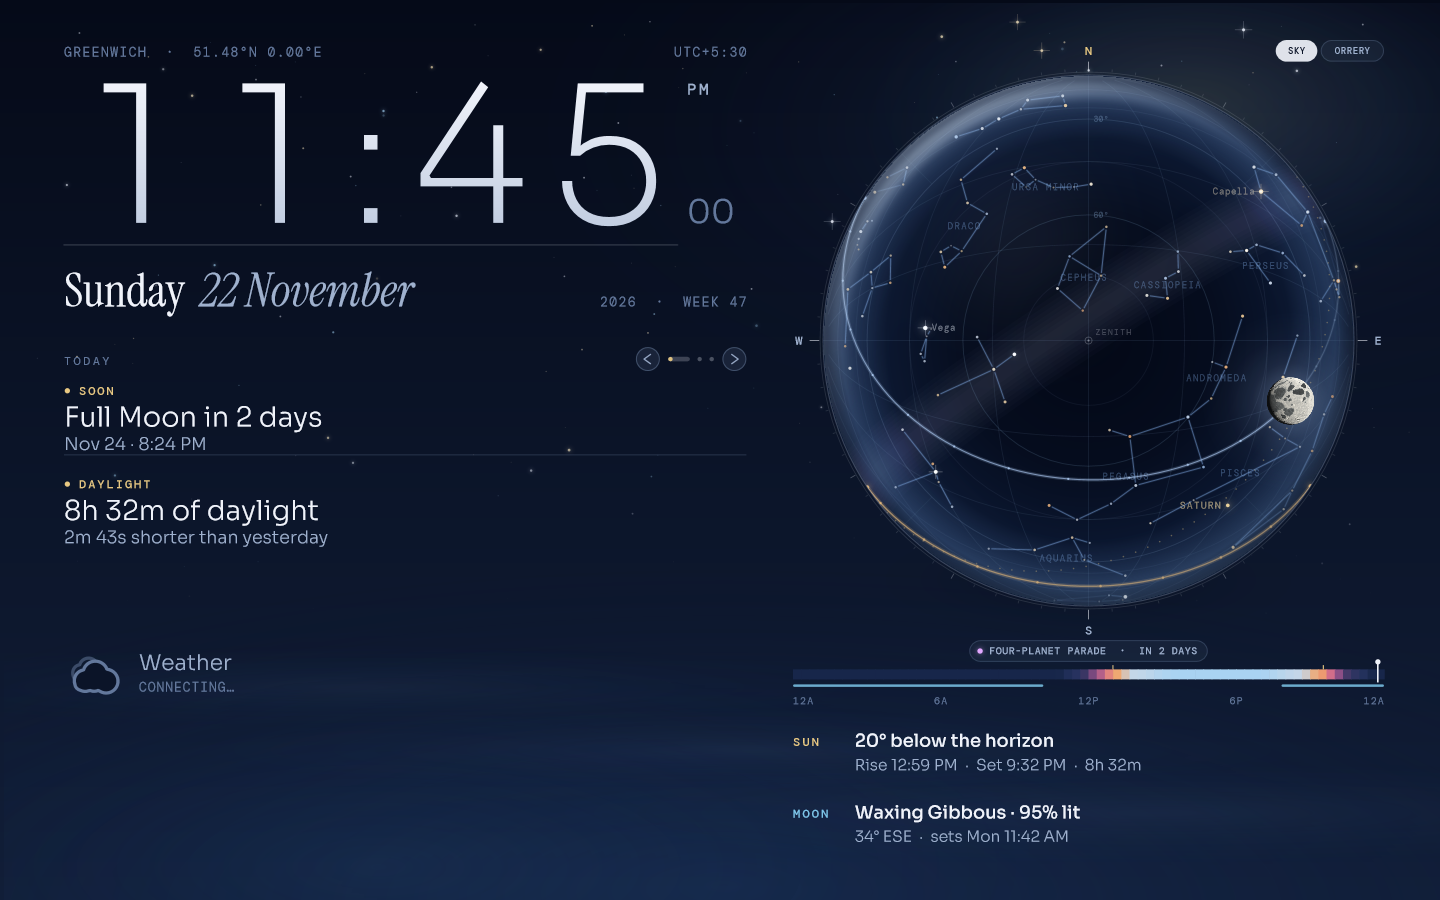 GREENWICH · 51.48°N 0.00°E
UTC+5:30
11:45
PM
00
Sunday 22 November
2026 · WEEK 47
TODAY
SOON
Full Moon in 2 days
Nov 24 · 8:24 PM
DAYLIGHT
8h 32m of daylight
2m 43s shorter than yesterday
Weather
CONNECTING…
SKY
ORRERY
N
30°
Capella
URSA MINOR
60°
DRACO
PERSEUS
CEPHEUS
CASSIOPEIA
Vega
ZENITH
W
E
ANDROMEDA
PEGASUS
PISCES
SATURN
AQUARIUS
S
FOUR-PLANET PARADE · IN 2 DAYS
12A 6A 12P 6P 12A
SUN
20° below the horizon
Rise 12:59 PM · Set 9:32 PM · 8h 32m
MOON
Waxing Gibbous · 95% lit
34° ESE · sets Mon 11:42 AM